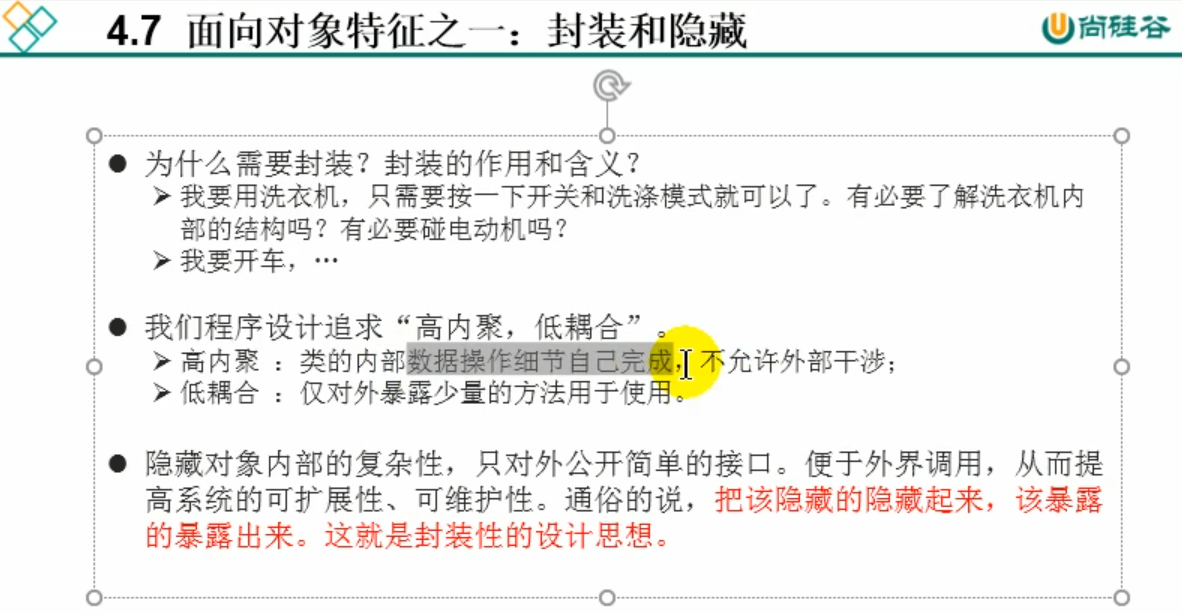 4.7 面向对象特征之一：封装和隐藏
尚硅谷
为什么需要封装？封装的作用和含义？
我要用洗衣机，只需要按一下开关和洗涤模式就可以了。有必要了解洗衣机内
部的结构吗？有必要碰电动机吗？
我要开车，…
我们程序设计追求“高内聚，低耦合”。
高内聚 ：类的内部数据操作细节自己完成，不允许外部干涉；
低耦合 ：仅对外暴露少量的方法用于使用。
隐藏对象内部的复杂性，只对外公开简单的接口。便于外界调用，从而提
高系统的可扩展性、可维护性。通俗的说，把该隐藏的隐藏起来，该暴露
的暴露出来。这就是封装性的设计思想。